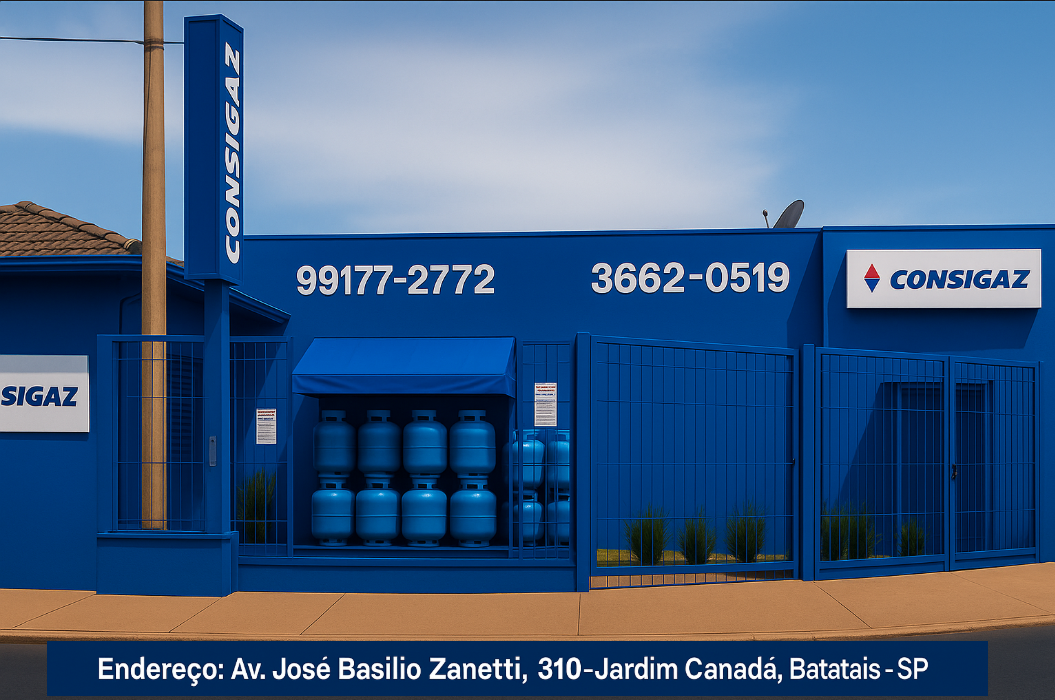 CONSIGAZ
99177-2772
3662-0519
CONSIGAZ
SIGAZ
Endereço: Av. José Basilio Zanetti, 310-Jardim Canadá, Batatais - SP